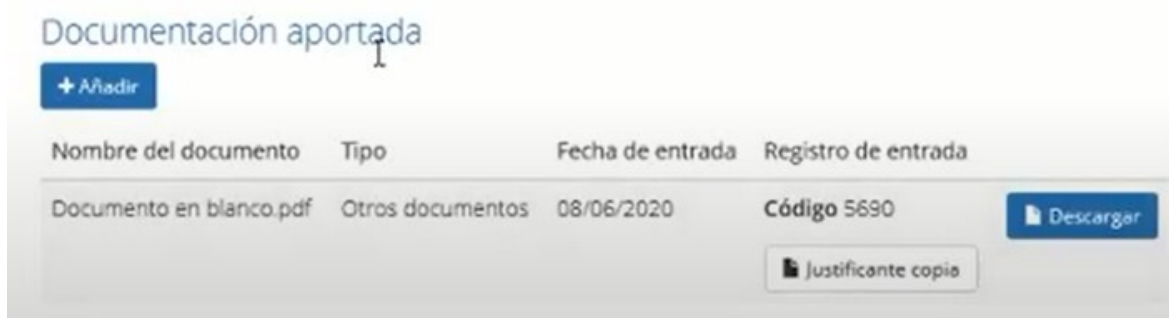 Documentación aportada
+ Añadir
Nombre del documento Tipo Fecha de entrada Registro de entrada
Documento en blanco.pdf Otros documentos 08/06/2020 Código 5690 Descargar
Justificante copia